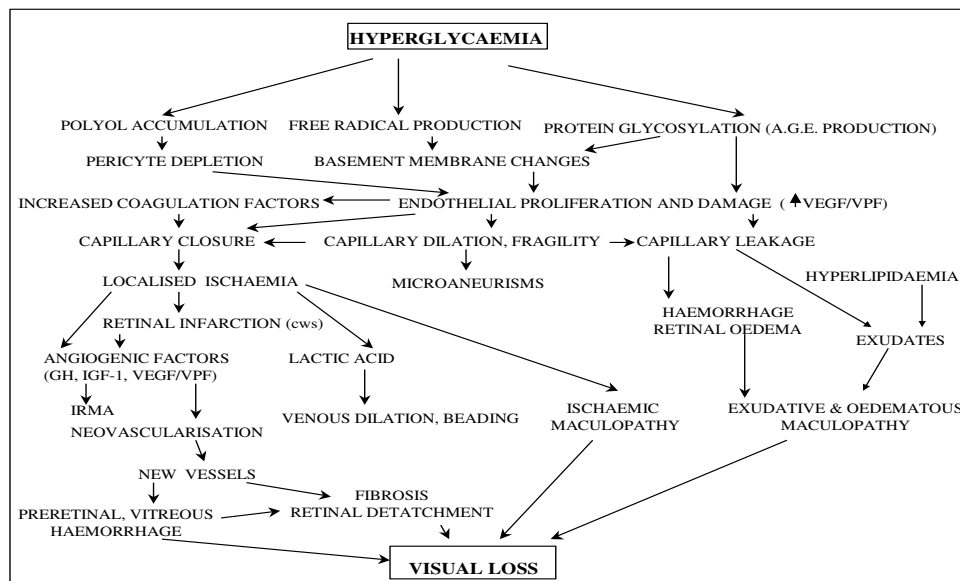 HYPERGLYCAEMIA
POLYOL ACCUMULATION
FREE RADICAL PRODUCTION
PROTEIN GLYCOSYLATION (A.G.E. PRODUCTION)
PERICYTE DEPLETION
BASEMENT MEMBRANE CHANGES
INCREASED COAGULATION FACTORS
ENDOTHELIAL PROLIFERATION AND DAMAGE ( VEGF/VPF)
CAPILLARY CLOSURE
CAPILLARY DILATION, FRAGILITY
CAPILLARY LEAKAGE
LOCALISED ISCHAEMIA
MICROANEURISMS
HYPERLIPIDAEMIA
RETINAL INFARCTION (cws)
HAEMORRHAGE
RETINAL OEDEMA
EXUDATES
ANGIOGENIC FACTORS
(GH, IGF-1, VEGF/VPF)
LACTIC ACID
IRMA
NEOVASCULARISATION
VENOUS DILATION, BEADING
ISCHAEMIC
MACULOPATHY
EXUDATIVE & OEDEMATOUS
MACULOPATHY
NEW VESSELS
FIBROSIS
RETINAL DETATCHMENT
PRERETINAL, VITREOUS
HAEMORRHAGE
VISUAL LOSS